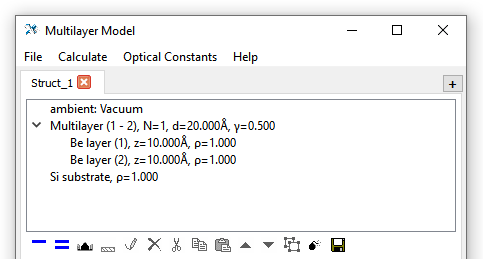 Multilayer Model
File Calculate Optical Constants Help
Struct_1
ambient: Vacuum
Multilayer (1 - 2), N=1, d=20.000Å, γ=0.500
Be layer (1), z=10.000Å, ρ=1.000
Be layer (2), z=10.000Å, ρ=1.000
Si substrate, ρ=1.000